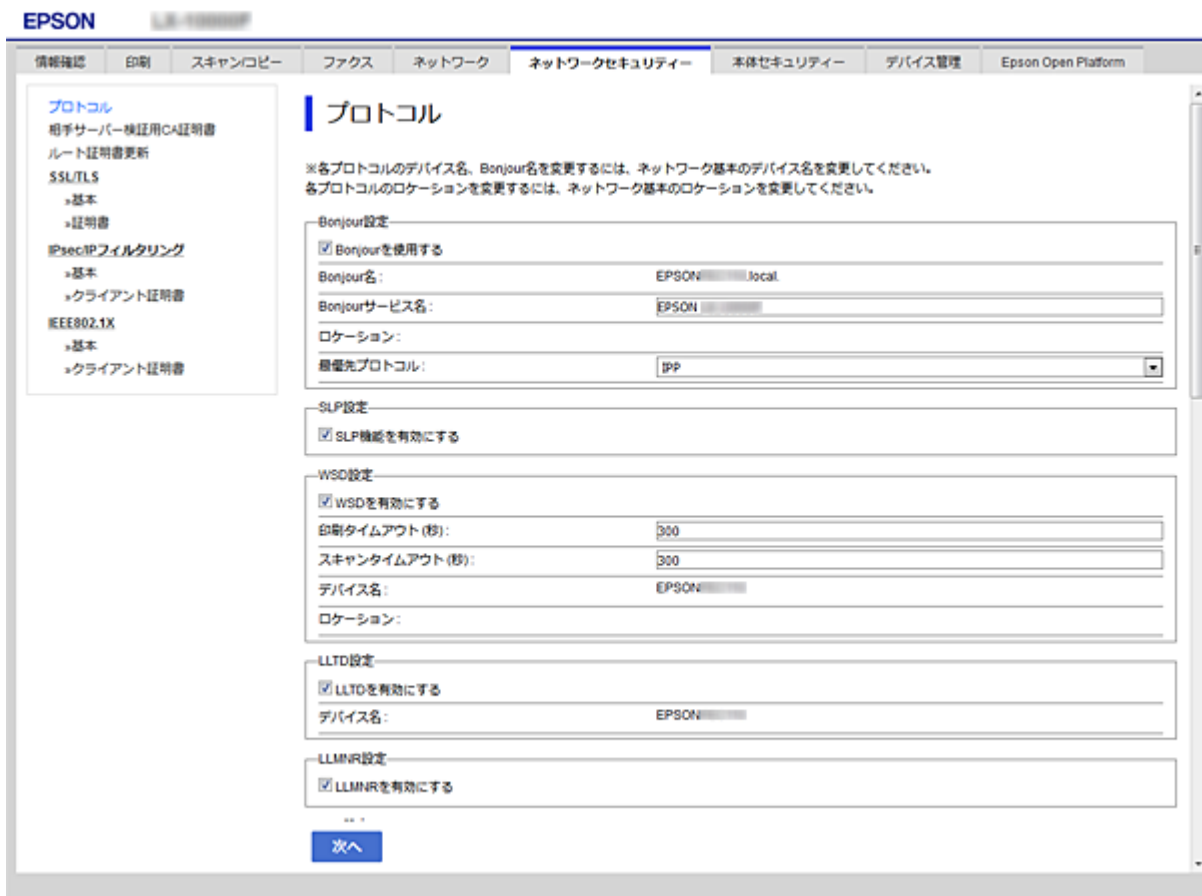 EPSON
情報確認 印刷 スキャン/コピー ファクス ネットワーク ネットワークセキュリティー 本体セキュリティー デバイス管理 Epson Open Platform
プロトコル
相手サーバー検証用CA証明書
ルート証明書更新
SSL/TLS
»基本
»証明書
IPsec/IPフィルタリング
»基本
»クライアント証明書
IEEE802.1X
»基本
»クライアント証明書
プロトコル
※各プロトコルのデバイス名、Bonjour名を変更するには、ネットワーク基本のデバイス名を変更してください。
各プロトコルのロケーションを変更するには、ネットワーク基本のロケーションを変更してください。
Bonjour設定
Bonjourを使用する
Bonjour名 : EPSON .local.
Bonjourサービス名 : EPSON
ロケーション :
最優先プロトコル : IPP
SLP設定
SLP機能を有効にする
WSD設定
WSDを有効にする
印刷タイムアウト (秒) : 300
スキャンタイムアウト (秒) : 300
デバイス名 : EPSON
ロケーション :
LLTD設定
LLTDを有効にする
デバイス名 : EPSON
LLMNR設定
LLMNRを有効にする
次へ